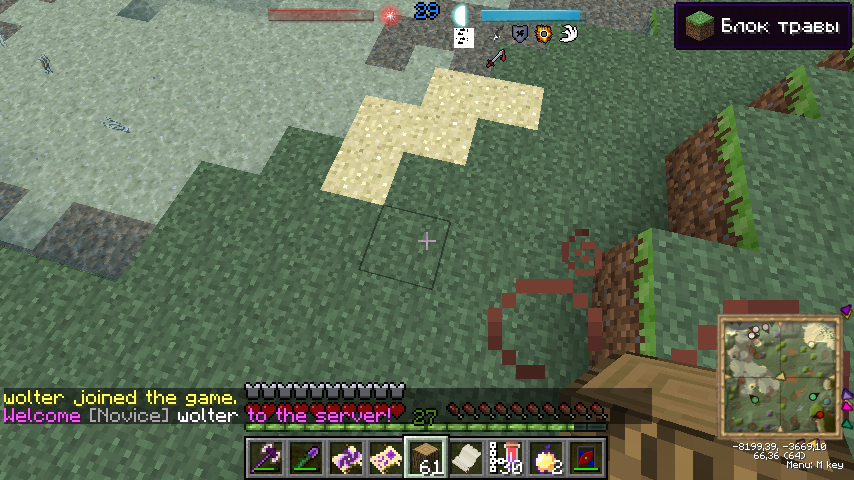 29
Блок травы
wolter joined the game.
Welcome [Novice] wolter to the server!
27
61
30
2
-8199,39, -3669,10
66,36 (64)
Menu: M key